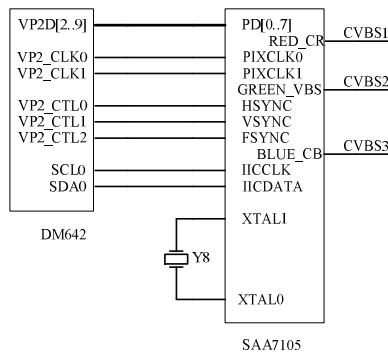 VP2D[2..9] PD[0..7]
RED_CR CVBS1
VP2_CLK0 PIXCLK0
VP2_CLK1 PIXCLK1
GREEN_VBS CVBS2
VP2_CTL0 HSYNC
VP2_CTL1 VSYNC
VP2_CTL2 FSYNC
BLUE_CB CVBS3
SCL0 IICCLK
SDA0 IICDATA
XTAL1
DM642
Y8
XTAL0
SAA7105